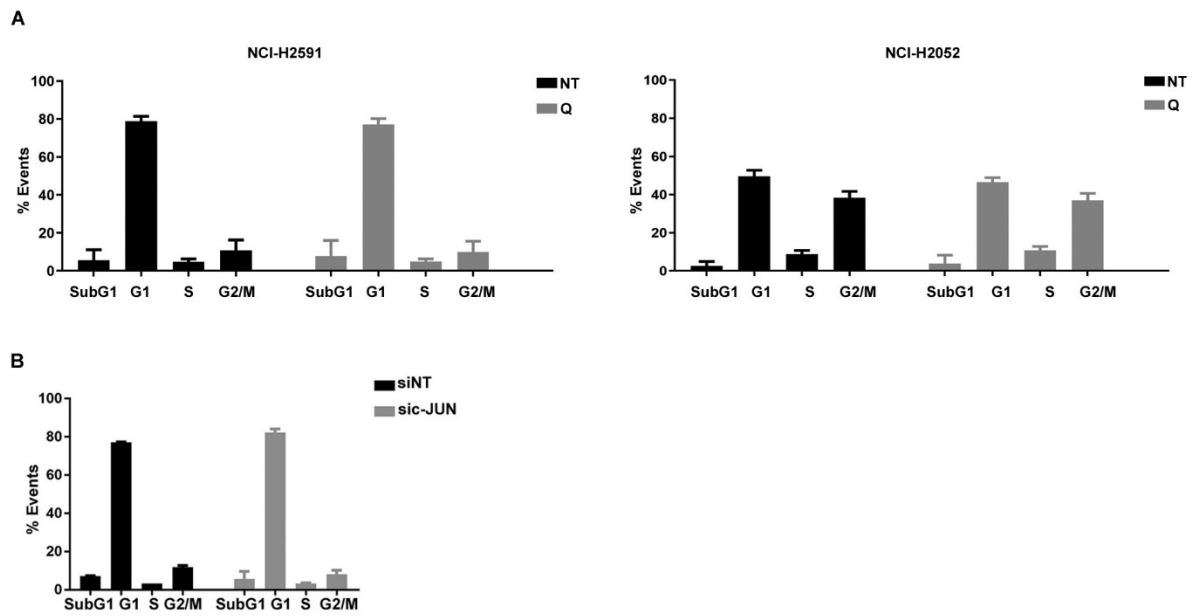 A
NCI-H2591
NT
Q
% Events
100
80
60
40
20
0
SubG1 G1 S G2/M SubG1 G1 S G2/M
NCI-H2052
NT
Q
% Events
100
80
60
40
20
0
SubG1 G1 S G2/M SubG1 G1 S G2/M
B
siNT
sic-JUN
% Events
100
80
60
40
20
0
SubG1 G1 S G2/M SubG1 G1 S G2/M